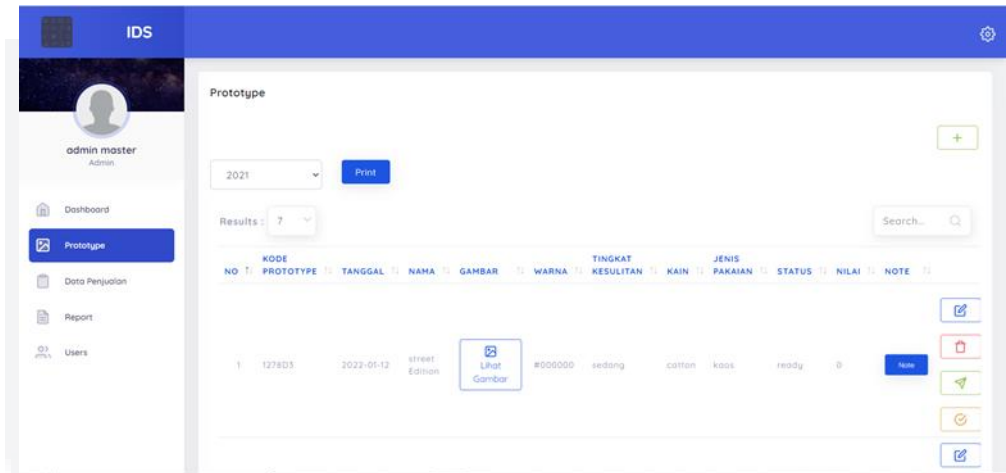 IDS
admin master
Admin
Dashboard
Prototype
Data Penjualan
Report
Users
Prototype
+
2021
Print
Results : 7
Search...
NO KODE PROTOTYPE TANGGAL NAMA GAMBAR WARNA TINGKAT KESULITAN KAIN JENIS PAKAIAN STATUS NILAI NOTE
1 1278D3 2022-01-12 street Edition Lihat Gambar #000000 sedang cotton kaos ready 0 Note